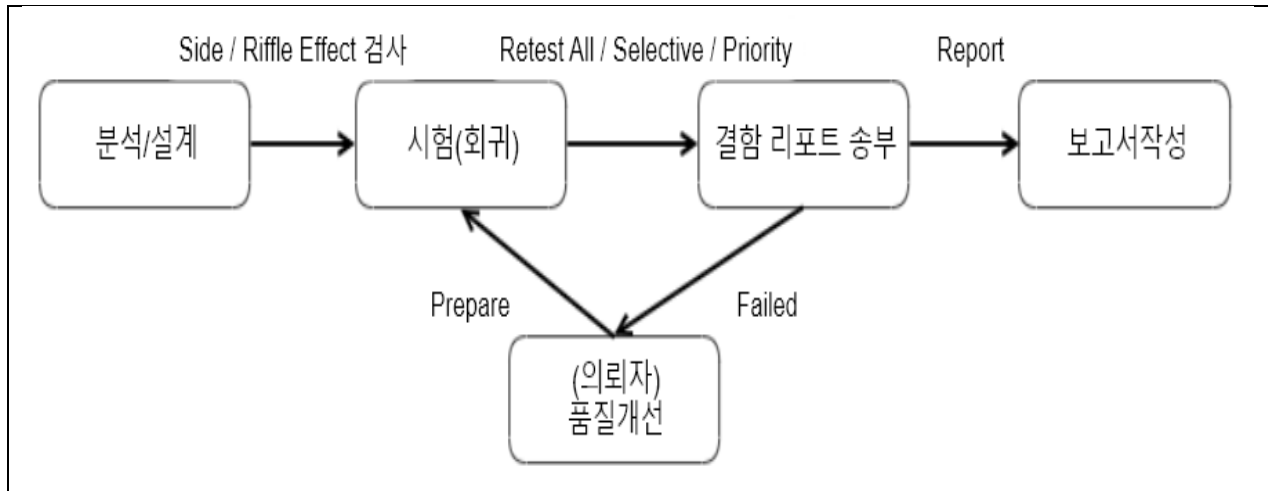 Side / Riffle Effect 검사
Retest All / Selective / Priority
Report
분석/설계
시험(회귀)
결함 리포트 송부
보고서작성
Prepare
Failed
(의뢰자)
품질개선